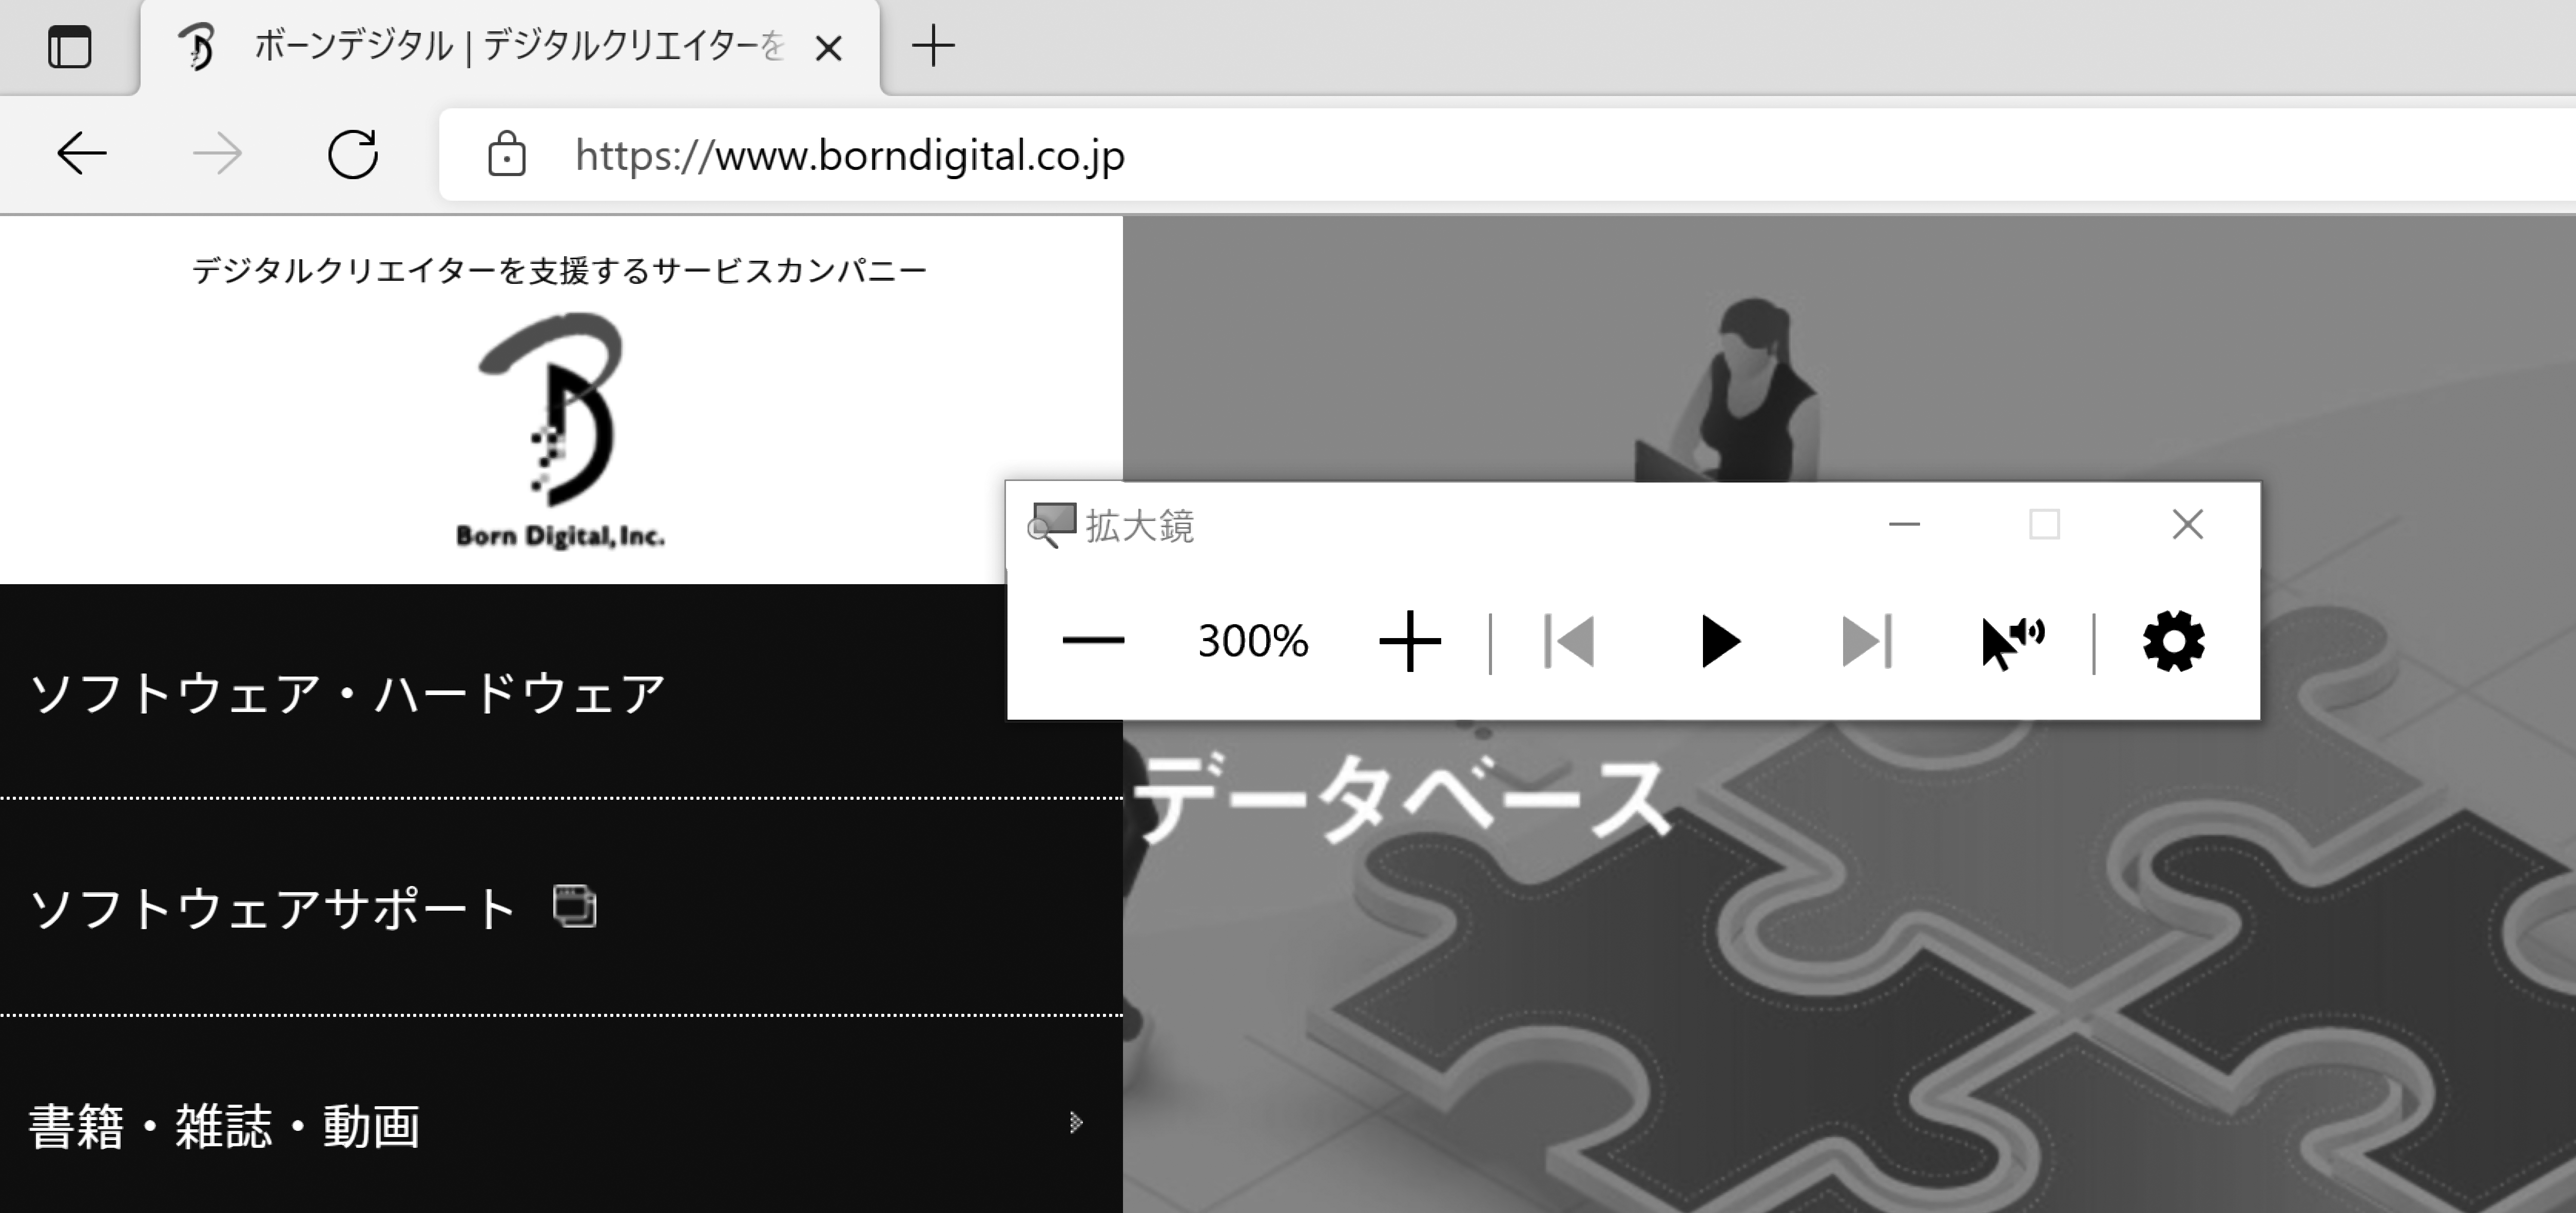 ボーンデジタル | デジタルクリエイターを
https://www.borndigital.co.jp
デジタルクリエイターを支援するサービスカンパニー
Born Digital, Inc.
拡大鏡
300%
ソフトウェア・ハードウェア
データベース
ソフトウェアサポート
書籍・雑誌・動画